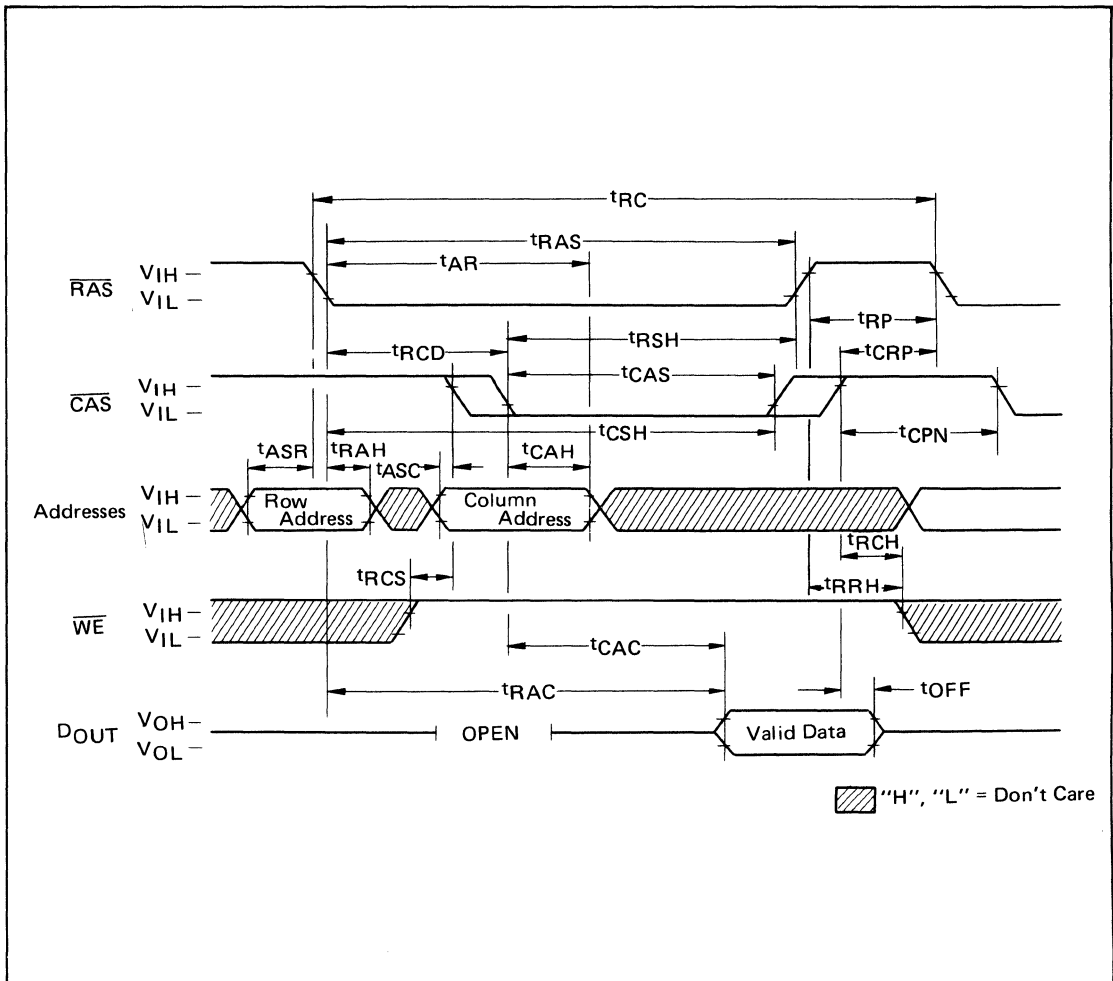 tRC
tRAS
tAR
RAS
VIH
VIL
tRP
tRSH
tRCD
tCRP
tCAS
CAS
VIH
VIL
tCSH
tCPN
tASR
tRAH
tASC
tCAH
Addresses
VIH
VIL
Row
Address
Column
Address
tRCH
tRCS
tRRH
WE
VIH
VIL
tCAC
tRAC
tOFF
DOUT
VOH
VOL
OPEN
Valid Data
"H", "L" = Don't Care